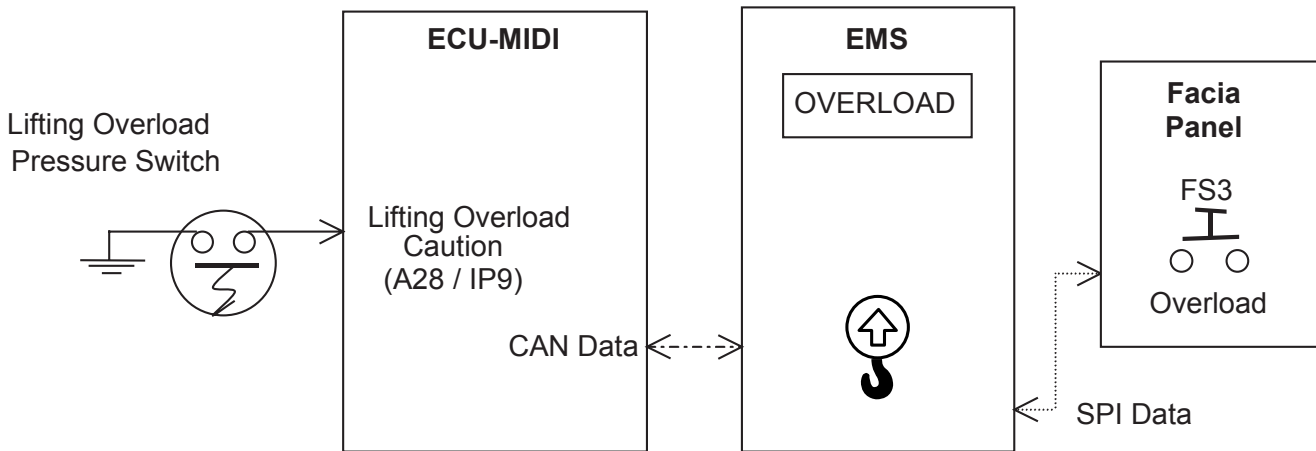 ECU-MIDI
EMS
OVERLOAD
Facia
Panel
Lifting Overload
Pressure Switch
FS3
Lifting Overload
Caution
(A28 / IP9)
Overload
CAN Data
SPI Data